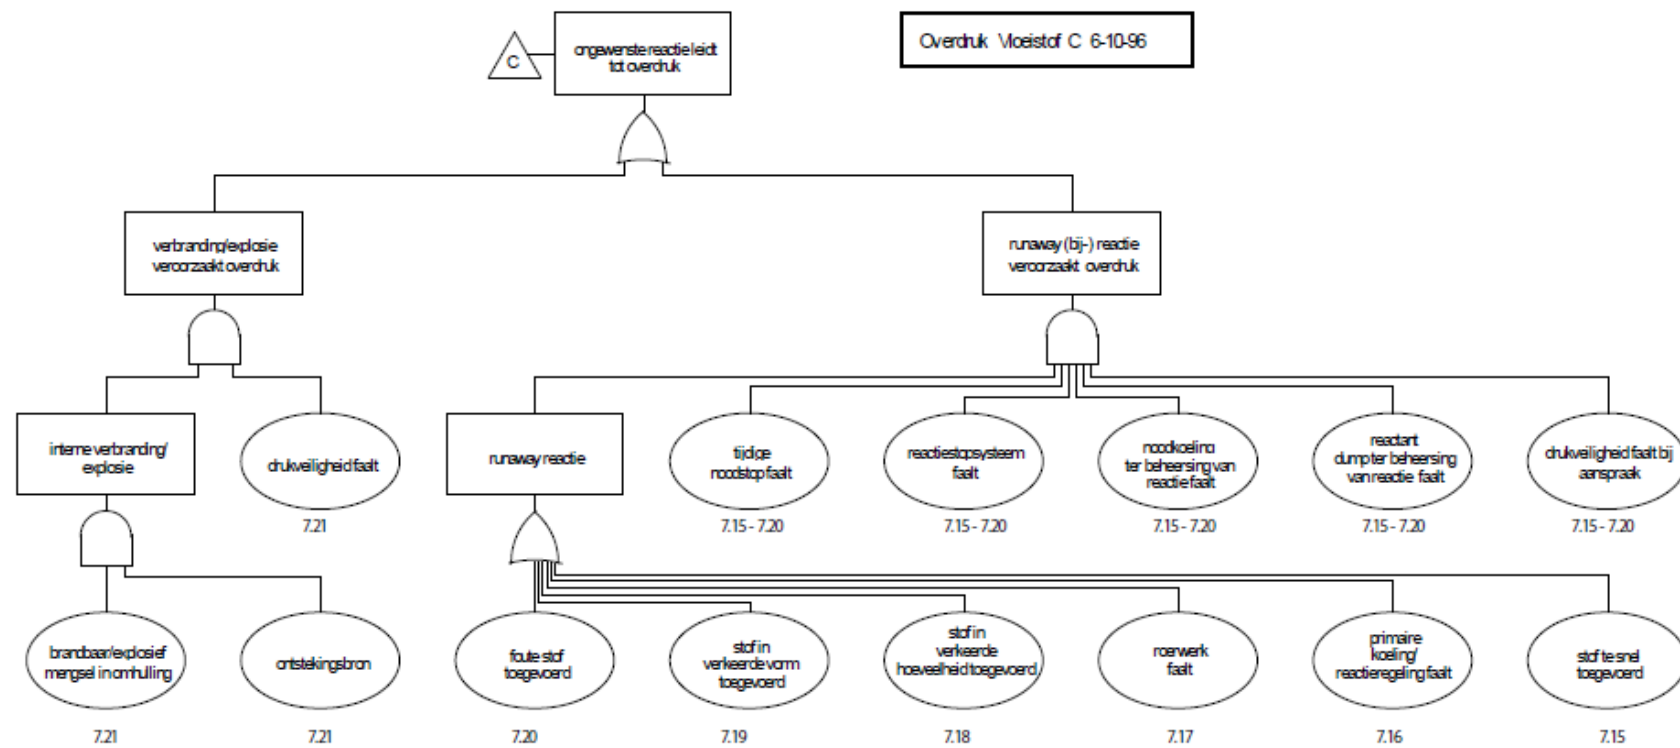 C
ongewenste reactie leidt
tot overdruk
Overdruk Vloeistof C 6-10-96
verbranding/explosie
veroorzaakt overdruk
runaway (bij-) reactie
veroorzaakt overdruk
interne verbranding/
explosie
drukveiligheid faalt
runaway reactie
tijdige
noodstop faalt
reactiestopsysteem
faalt
noodkoeling
ter beheersing van
reactie faalt
reactant
dump ter beheersing
van reactie faalt
drukveiligheid faalt bij
aanspraak
7.21
7.15 - 7.20
7.15 - 7.20
7.15 - 7.20
7.15 - 7.20
7.15 - 7.20
brandbaar/explosief
mengsel in omhulling
ontstekingsbron
foute stof
toegevoerd
stof in
verkeerde vorm
toegevoerd
stof in
verkeerde
hoeveelheid toegevoerd
roerwerk
faalt
primaire
koeling/
reactieregeling faalt
stof te snel
toegevoerd
7.21
7.21
7.20
7.19
7.18
7.17
7.16
7.15